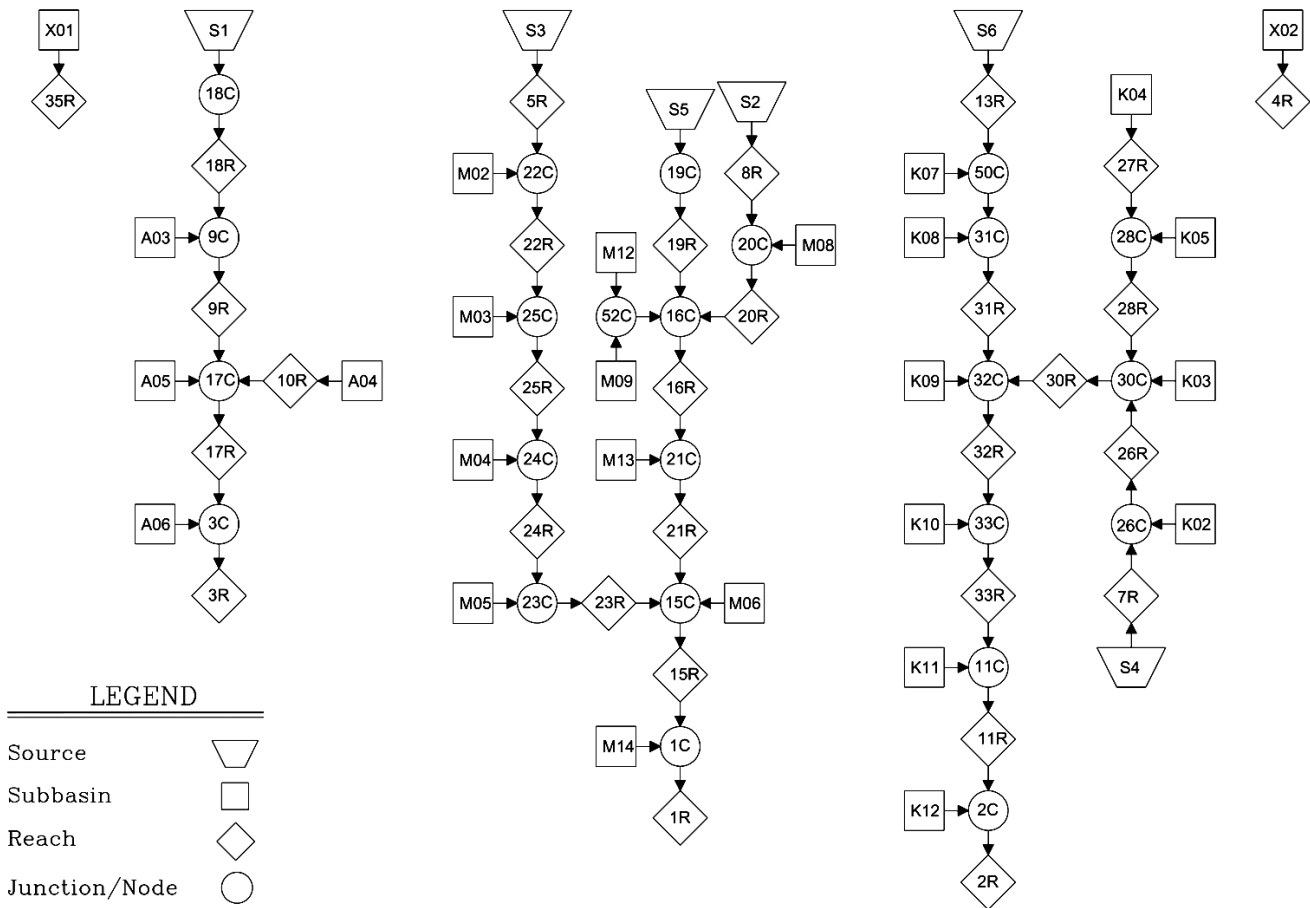 X01
S1
S3
S6
X02
35R
18C
5R
S5
S2
13R
K04
4R
18R
M02
22C
19C
8R
K07
50C
27R
A03
9C
22R
M12
19R
20C
M08
K08
31C
28C
K05
9R
M03
25C
52C
16C
20R
31R
28R
A05
17C
10R
A04
25R
M09
16R
K09
32C
30R
30C
K03
17R
M04
24C
M13
21C
32R
26R
A06
3C
24R
21R
K10
33C
26C
K02
3R
M05
23C
23R
15C
M06
33R
7R
15R
K11
11C
S4
LEGEND
Source
M14
1C
11R
Subbasin
1R
K12
2C
Reach
Junction/Node
2R